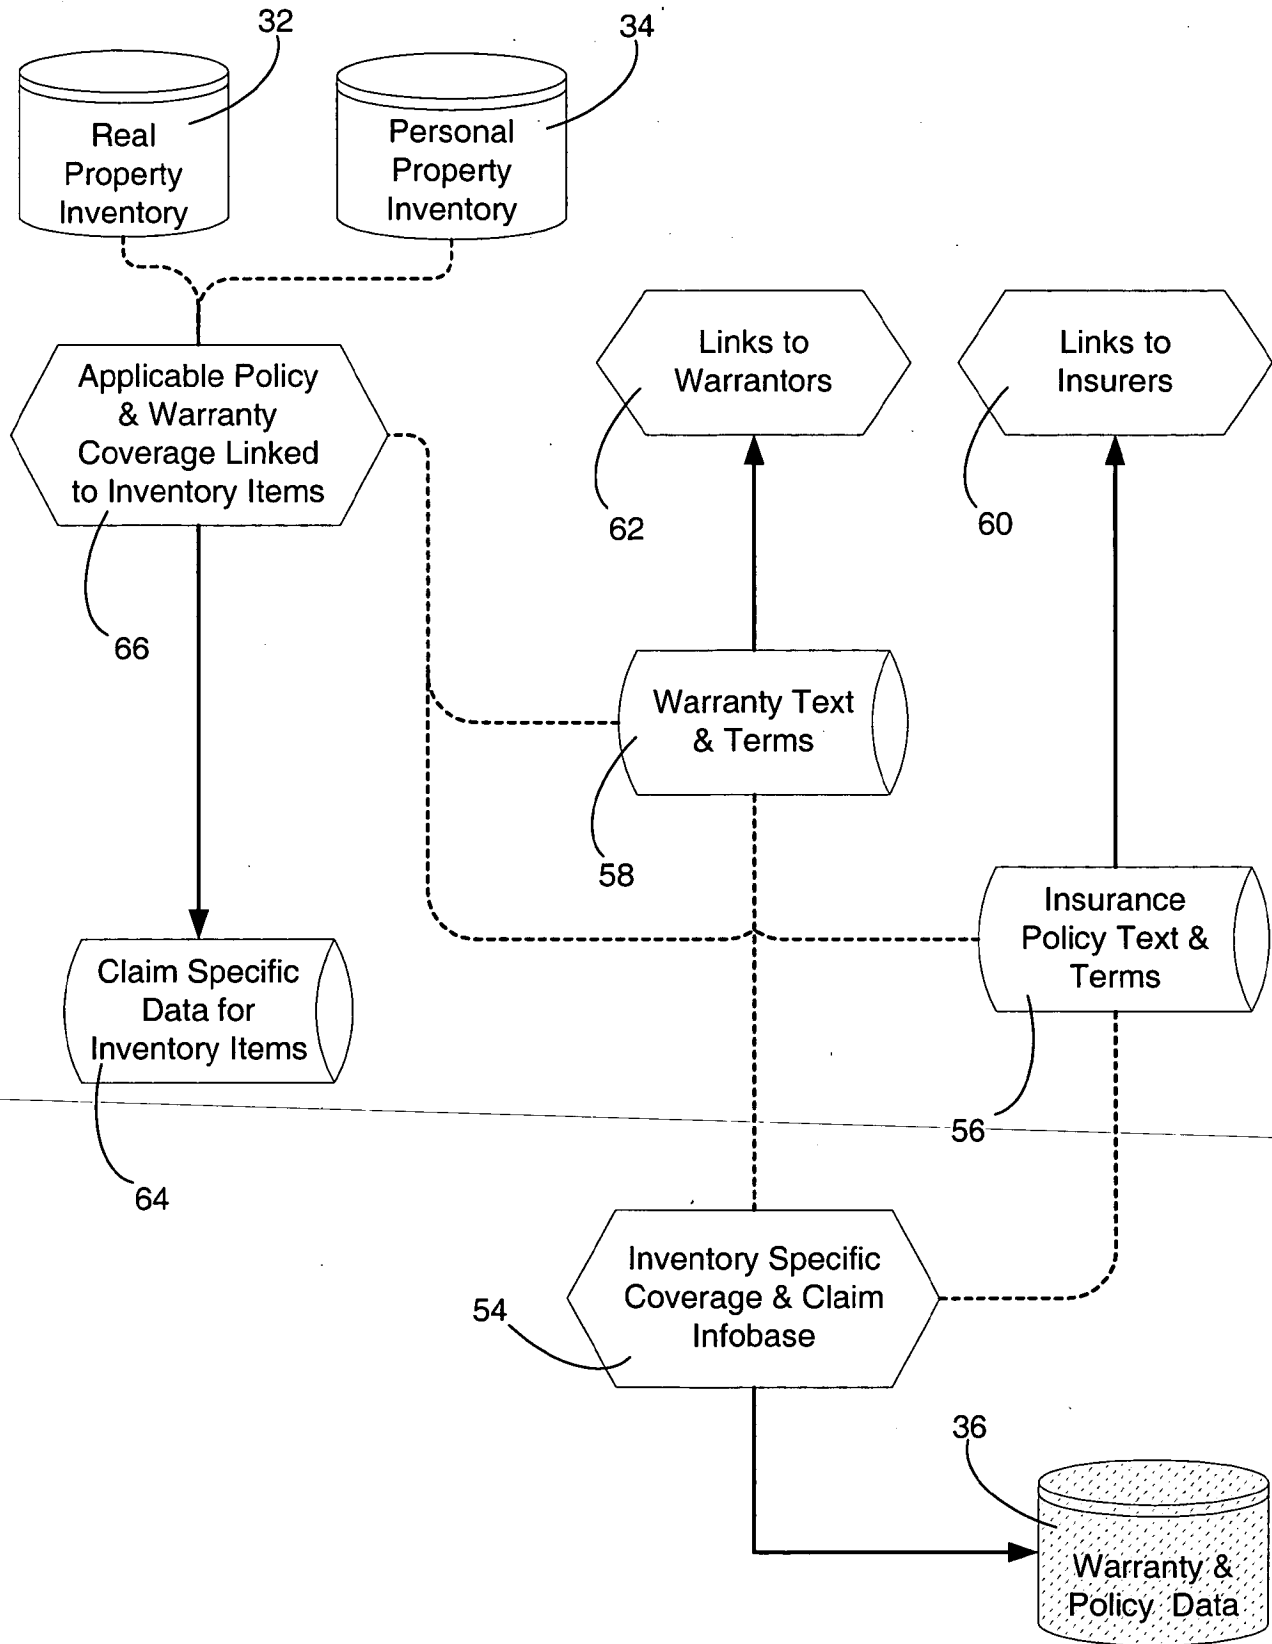 32
34
Real
Property
Inventory
Personal
Property
Inventory
Links to
Warrantors
Links to
Insurers
Applicable Policy
& Warranty
Coverage Linked
to Inventory Items
62
60
66
Warranty Text
& Terms
58
Insurance
Policy Text &
Terms
Claim Specific
Data for
Inventory Items
56
64
Inventory Specific
Coverage & Claim
Infobase
54
36
Warranty &
Policy Data